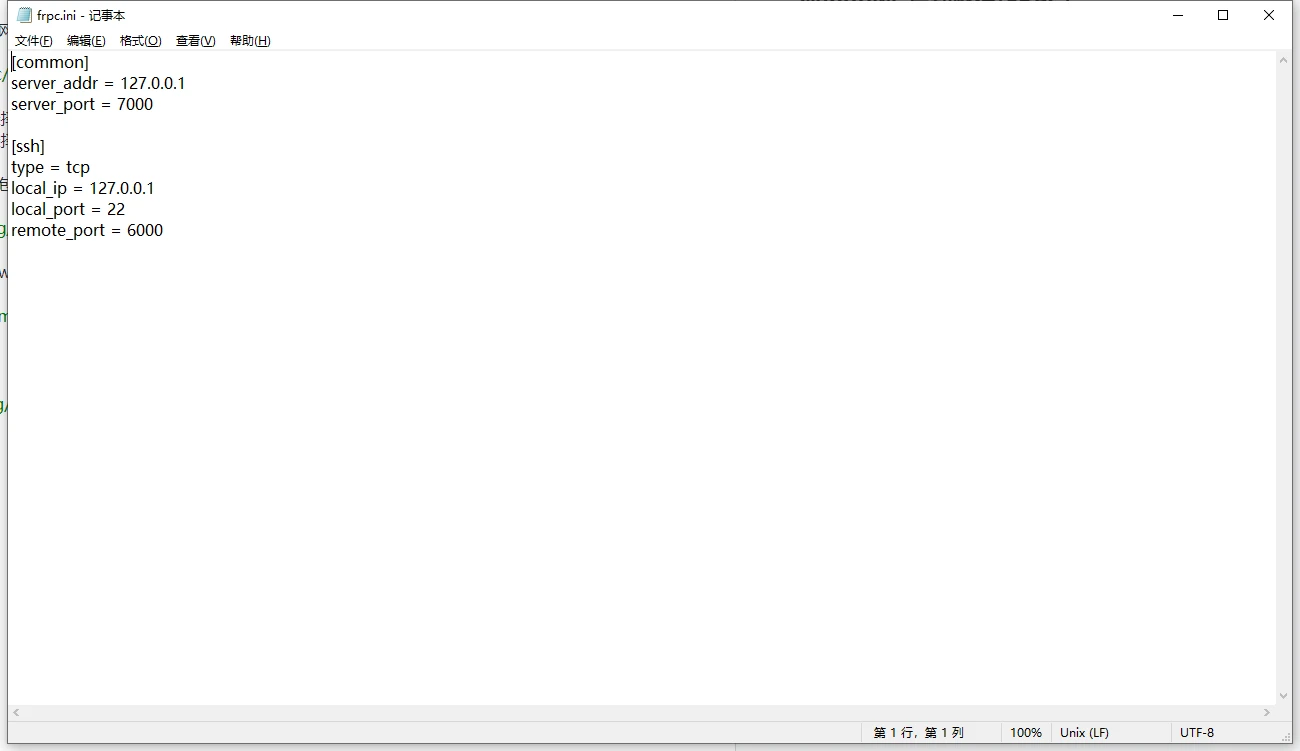 frpc.ini - 记事本
文件(F) 编辑(E) 格式(O) 查看(V) 帮助(H)
[common]
server_addr = 127.0.0.1
server_port = 7000
[ssh]
type = tcp
local_ip = 127.0.0.1
local_port = 22
remote_port = 6000
第 1 行，第 1 列 100% Unix (LF) UTF-8